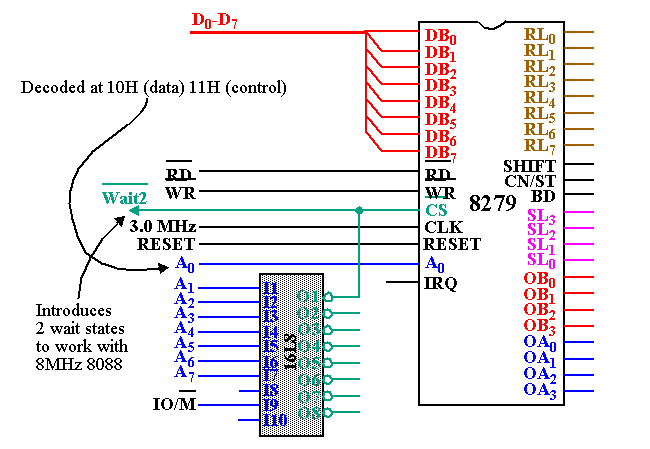 D0-D7
Decoded at 10H (data) 11H (control)
DB0
DB1
DB2
DB3
DB4
DB5
DB6
DB7
RD
WR
CS
CLK
RESET
A0
IRQ
8279
RL0
RL1
RL2
RL3
RL4
RL5
RL6
RL7
SHIFT
CN/ST
BD
SL3
SL2
SL1
SL0
OB0
OB1
OB2
OB3
OA0
OA1
OA2
OA3
RD
WR
Wait2
3.0 MHz
RESET
A0
A1
A2
A3
A4
A5
A6
A7
IO/M
Introduces
2 wait states
to work with
8MHz 8088
I1
I2
I3
I4
I5
I6
I7
I8
I9
I10
16L8
O1
O2
O3
O4
O5
O6
O7
O8